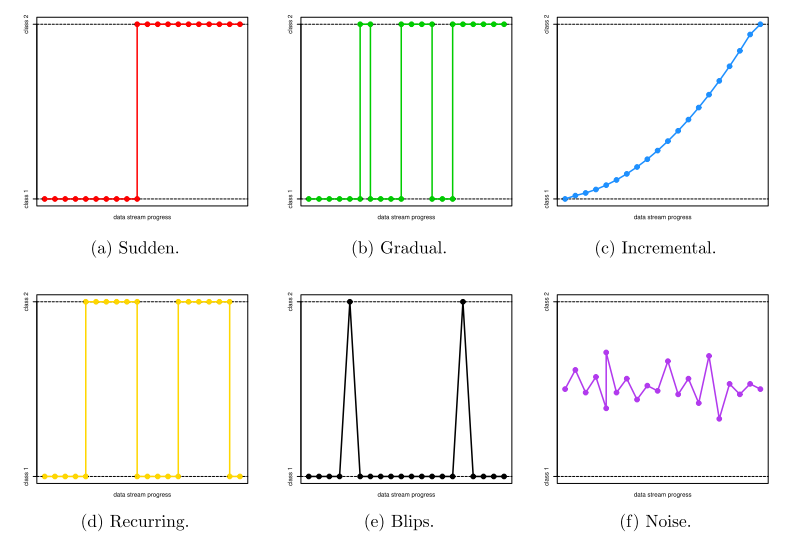 class 2
class 1
data stream progress
(a) Sudden.
class 2
class 1
data stream progress
(b) Gradual.
class 2
class 1
data stream progress
(c) Incremental.
class 2
class 1
data stream progress
(d) Recurring.
class 2
class 1
data stream progress
(e) Blips.
class 2
class 1
data stream progress
(f) Noise.